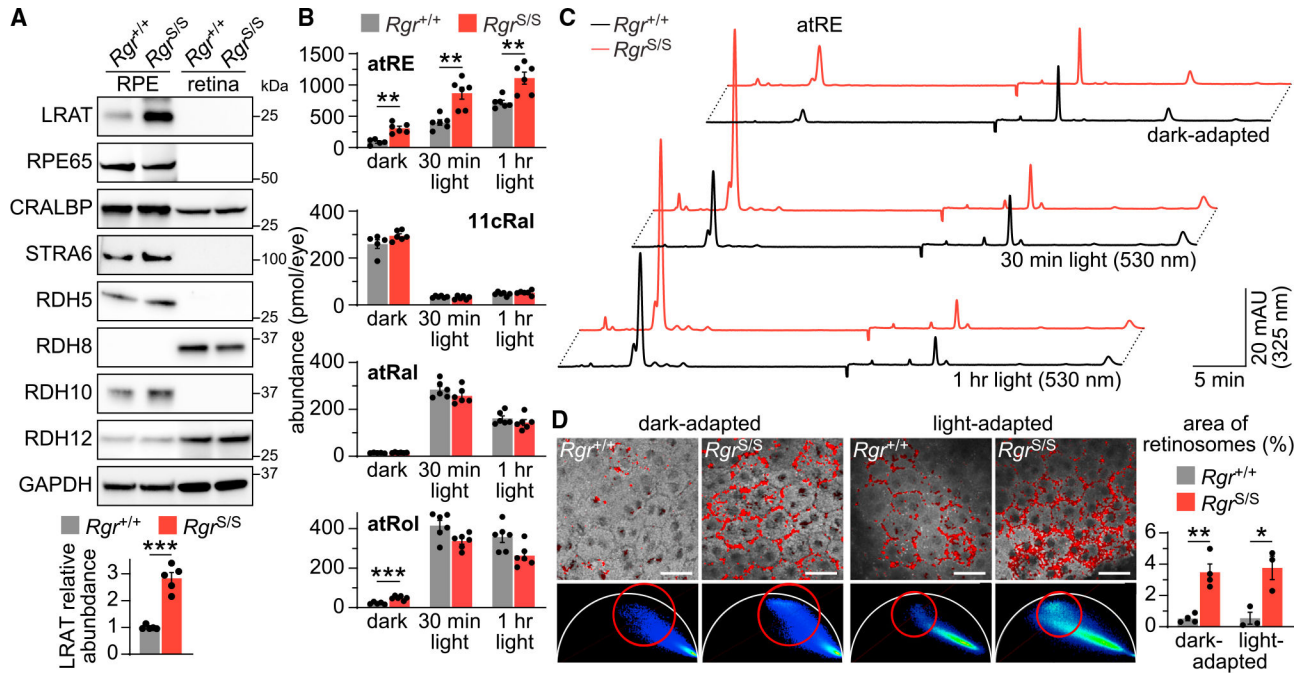 A
Rgr+/+
RgrS/S
Rgr+/+
RgrS/S
RPE
retina
kDa
LRAT
25
RPE65
50
CRALBP
25
STRA6
100
RDH5
25
RDH8
37
RDH10
37
RDH12
25
GAPDH
37
Rgr+/+
RgrS/S
LRAT relative
abunbdance
3
2
1
0
***
B
Rgr+/+
RgrS/S
abundance (pmol/eye)
atRE
1500
1000
500
0
**
**
**
dark
30 min
light
1 hr
light
11cRal
400
200
0
dark
30 min
light
1 hr
light
atRal
400
200
0
dark
30 min
light
1 hr
light
atRol
400
200
0
***
dark
30 min
light
1 hr
light
C
Rgr+/+
RgrS/S
atRE
dark-adapted
30 min light (530 nm)
1 hr light (530 nm)
20 mAU
(325 nm)
5 min
D
dark-adapted
light-adapted
Rgr+/+
RgrS/S
Rgr+/+
RgrS/S
area of
retinosomes (%)
Rgr+/+
RgrS/S
6
4
2
0
**
*
dark-
adapted
light-
adapted